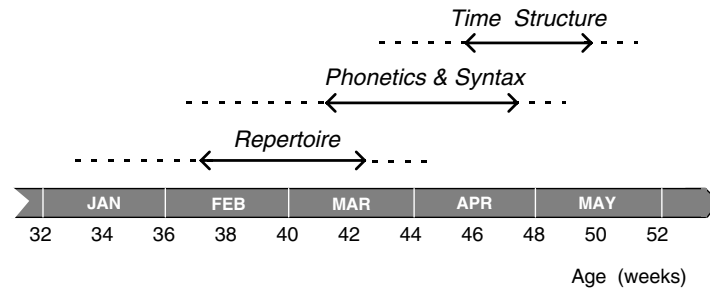 Time Structure
Phonetics & Syntax
Repertoire
JAN FEB MAR APR MAY
32 34 36 38 40 42 44 46 48 50 52
Age (weeks)